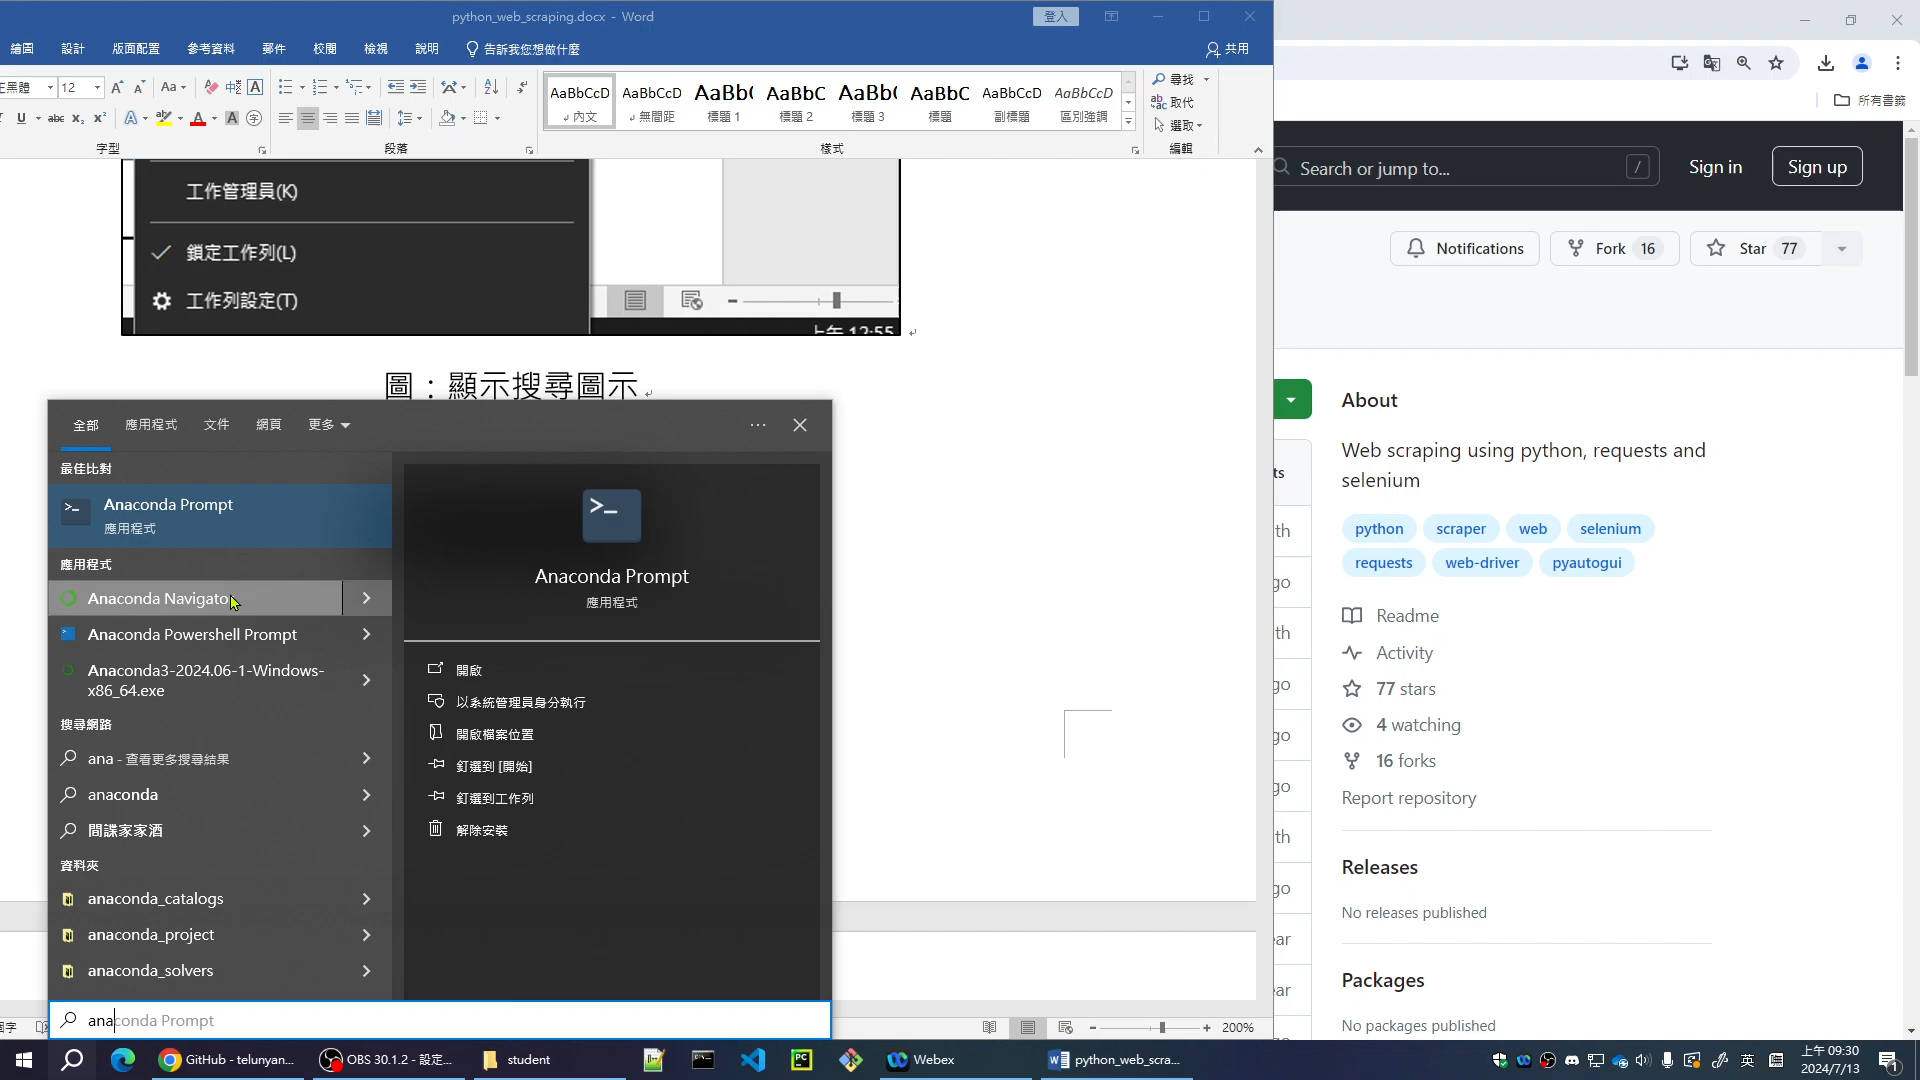 python_web_scraping.docx - Word
登入
繪圖 設計 版面配置 參考資料 郵件 校閱 檢視 說明 告訴我您想做什麼
共用
12
字型
段落
AaBbCcD AaBbCcD AaBb( AaBbC AaBb( AaBbC AaBbCcD AaBbCcD
內文 無間距 標題 1 標題 2 標題 3 標題 副標題 區別強調
樣式
尋找
取代
選取
編輯
工作管理員(K)
鎖定工作列(L)
工作列設定(T)
上午 12:55
圖：顯示搜尋圖示
全部 應用程式 文件 網頁 更多
最佳比對
Anaconda Prompt
應用程式
應用程式
Anaconda Navigator
Anaconda Powershell Prompt
Anaconda3-2024.06-1-Windows-
x86_64.exe
搜尋網路
ana - 查看更多搜尋結果
anaconda
間諜家家酒
資料夾
anaconda_catalogs
anaconda_project
anaconda_solvers
anaconda Prompt
Anaconda Prompt
應用程式
開啟
以系統管理員身分執行
開啟檔案位置
釘選到 [開始]
釘選到工作列
解除安裝
200%
所有書籤
Search or jump to...
/
Sign in
Sign up
Notifications
Fork 16
Star 77
About
Web scraping using python, requests and
selenium
python scraper web selenium
requests web-driver pyautogui
Readme
Activity
77 stars
4 watching
16 forks
Report repository
Releases
No releases published
Packages
No packages published
GitHub - telunyan...
OBS 30.1.2 - 設定...
student
Webex
python_web_scra...
英
上午 09:30
2024/7/13